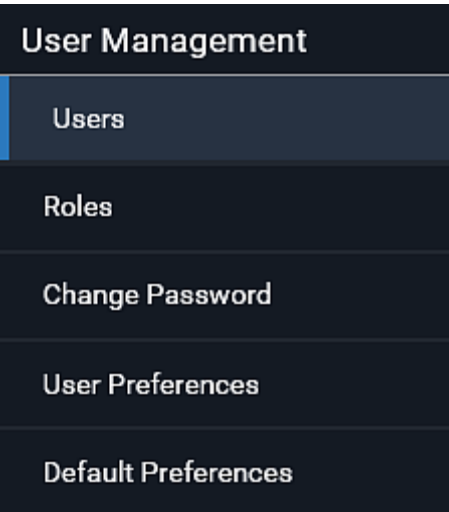 User Management
Users
Roles
Change Password
User Preferences
Default Preferences